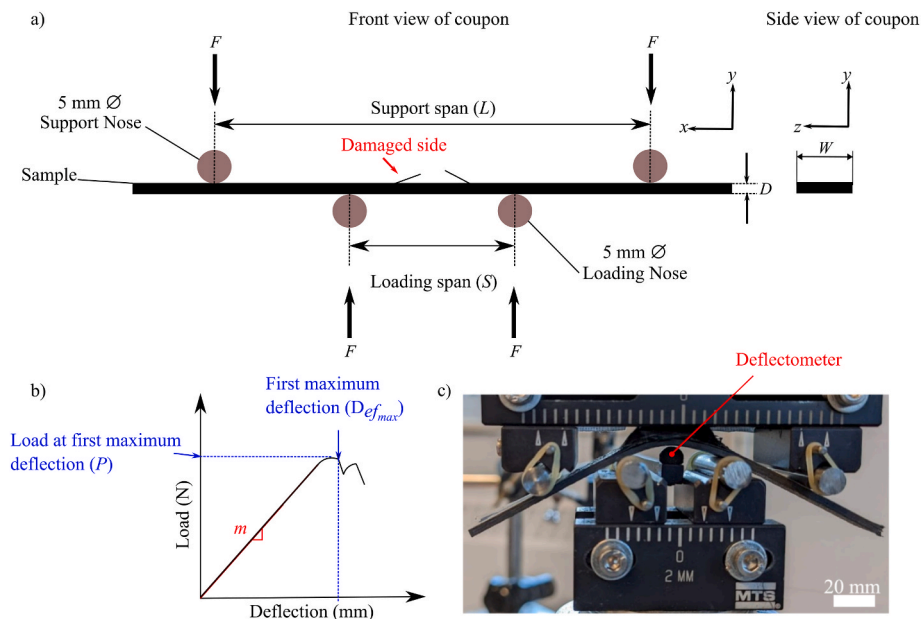 a)
Front view of coupon
Side view of coupon
F
F
5 mm Ø
Support Nose
Support span (L)
y
x
y
z
Damaged side
Sample
W
D
5 mm Ø
Loading Nose
Loading span (S)
F
F
b)
First maximum
deflection (Def_max)
Load at first maximum
deflection (P)
Load (N)
m
Deflection (mm)
c)
Deflectometer
0
0
2 MM
MTS
20 mm